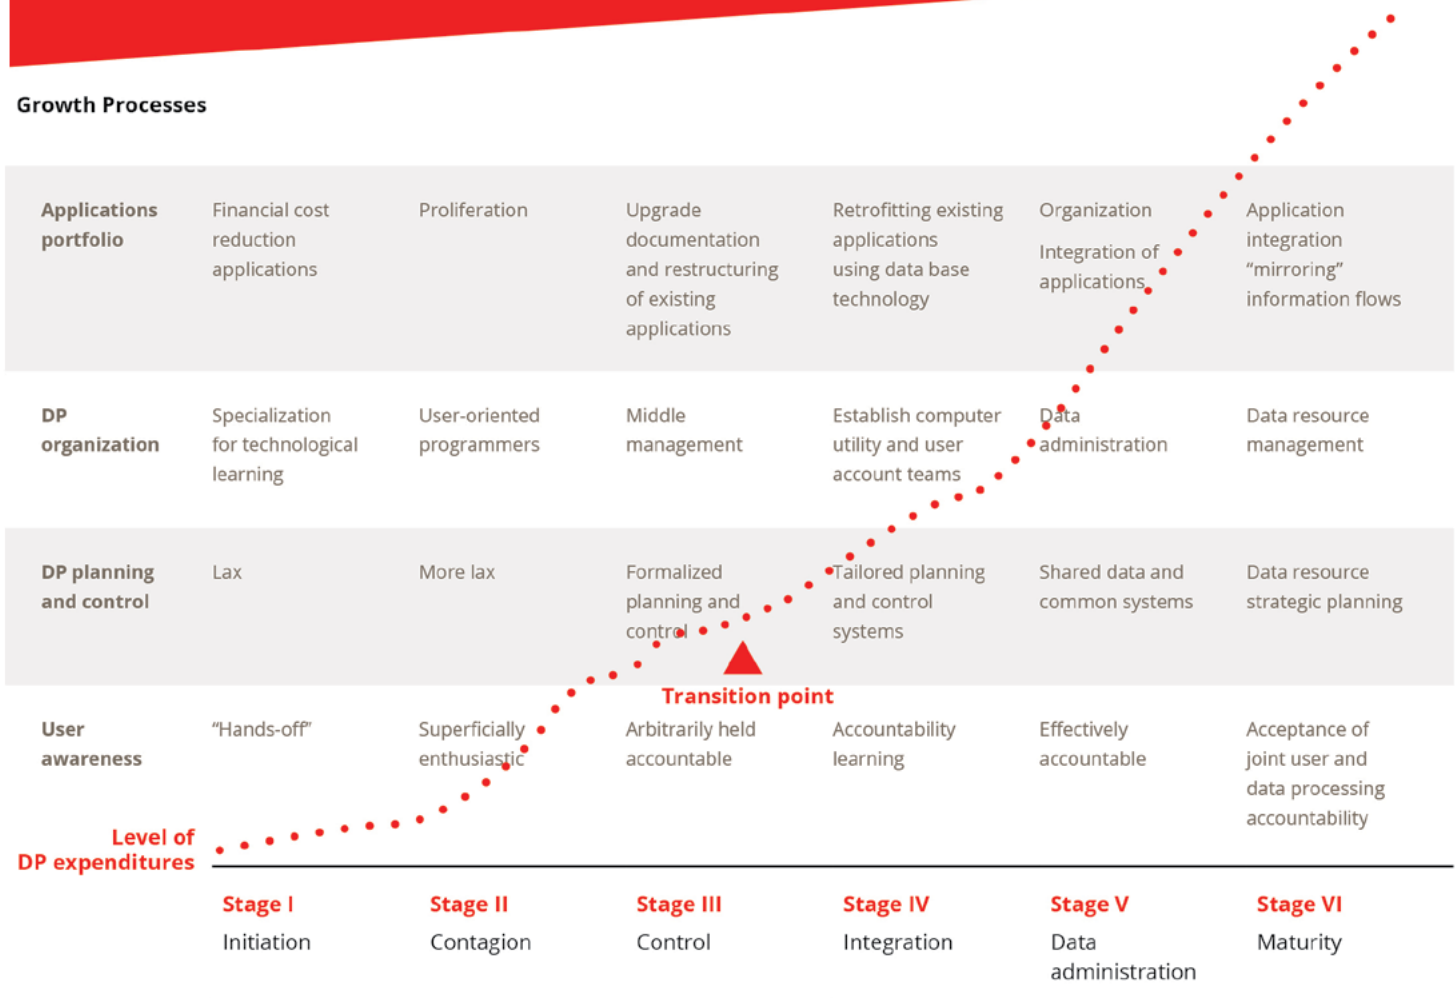 Growth Processes
Applications
portfolio
Financial cost
reduction
applications
Proliferation
Upgrade
documentation
and restructuring
of existing
applications
Retrofitting existing
applications
using data base
technology
Organization
Integration of
applications
Application
integration
“mirroring”
information flows
DP
organization
Specialization
for technological
learning
User-oriented
programmers
Middle
management
Establish computer
utility and user
account teams
Data
administration
Data resource
management
DP planning
and control
Lax
More lax
Formalized
planning and
control
Tailored planning
and control
systems
Shared data and
common systems
Data resource
strategic planning
Transition point
User
awareness
“Hands-off”
Superficially
enthusiastic
Arbitrarily held
accountable
Accountability
learning
Effectively
accountable
Acceptance of
joint user and
data processing
accountability
Level of
DP expenditures
Stage I
Initiation
Stage II
Contagion
Stage III
Control
Stage IV
Integration
Stage V
Data
administration
Stage VI
Maturity